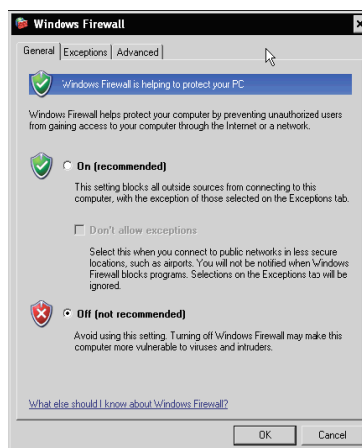 Windows Firewall
General Exceptions Advanced
Windows Firewall is helping to protect your PC
Windows Firewall helps protect your computer by preventing unauthorized users
from gaining access to your computer through the Internet or a network.
On (recommended)
This setting blocks all outside sources from connecting to this
computer, with the exception of those selected on the Exceptions tab.
Don't allow exceptions
Select this when you connect to public networks in less secure
locations, such as airports. You will not be notified when Windows
Firewall blocks programs. Selections on the Exceptions tab will be
ignored.
Off (not recommended)
Avoid using this setting. Turning off Windows Firewall may make this
computer more vulnerable to viruses and intruders.
What else should I know about Windows Firewall?
OK Cancel